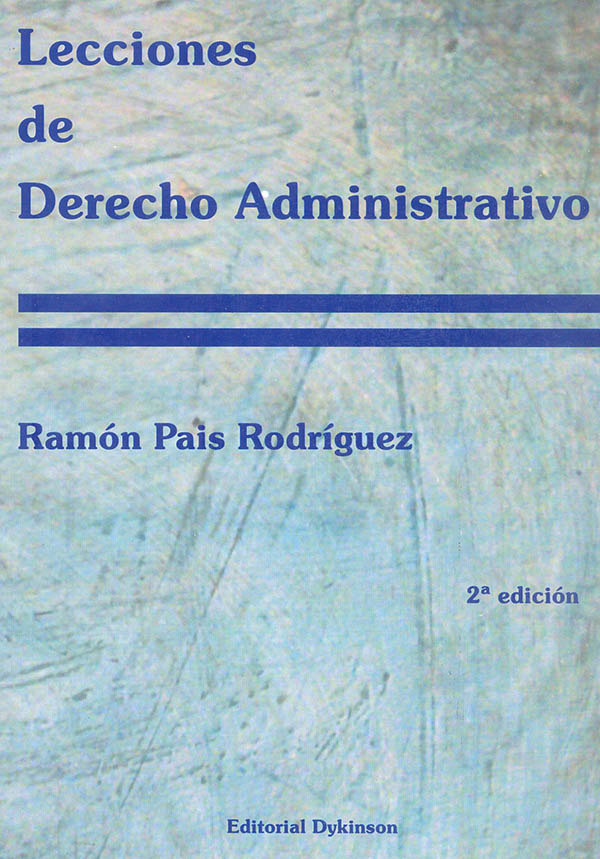 Lecciones
de
Derecho Administrativo
Ramón Pais Rodríguez
2ª edición
Editorial Dykinson